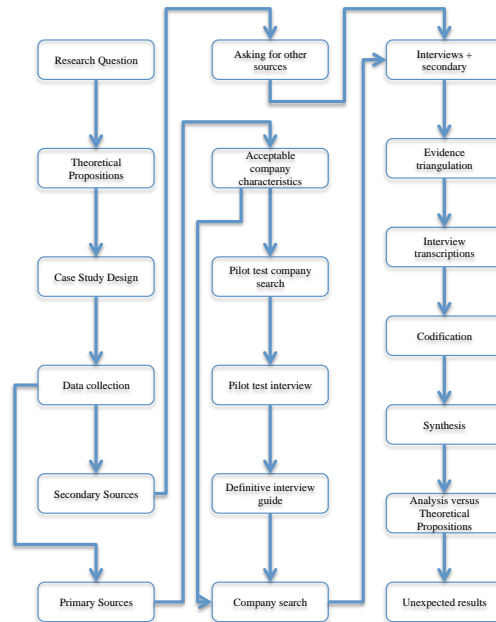 Research Question
Theoretical
Propositions
Case Study Design
Data collection
Secondary Sources
Primary Sources
Asking for other
sources
Acceptable
company
characteristics
Pilot test company
search
Pilot test interview
Definitive interview
guide
Company search
Interviews +
secondary
Evidence
triangulation
Interview
transcriptions
Codification
Synthesis
Analysis versus
Theoretical
Propositions
Unexpected results